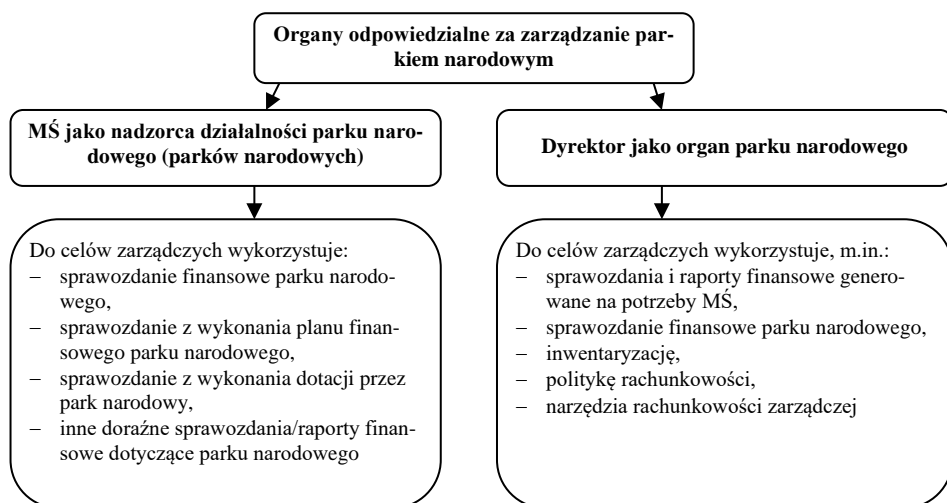 Organy odpowiedzialne za zarządzanie par-
kiem narodowym
MŚ jako nadzorca działalności parku naro-
dowego (parków narodowych)
Dyrektor jako organ parku narodowego
Do celów zarządczych wykorzystuje:
– sprawozdanie finansowe parku narodo-
wego,
– sprawozdanie z wykonania planu finan-
sowego parku narodowego,
– sprawozdanie z wykonania dotacji przez
park narodowy,
– inne doraźne sprawozdania/raporty finan-
sowe dotyczące parku narodowego
Do celów zarządczych wykorzystuje, m.in.:
– sprawozdania i raporty finansowe genero-
wane na potrzeby MŚ,
– sprawozdanie finansowe parku narodowego,
– inwentaryzację,
– politykę rachunkowości,
– narzędzia rachunkowości zarządczej